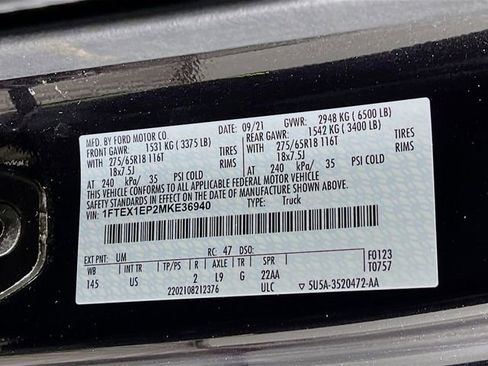 MFD. BY FORD MOTOR CO. DATE: 09/21 GVWR: 2948 KG ( 6500 LB)
FRONT GAWR: 1531 KG ( 3375 LB) REAR GAWR: 1542 KG ( 3400 LB)
WITH 275/65R18 116T TIRES WITH 275/65R18 116T TIRES
18x7.5J RIMS 18x7.5J RIMS
AT 240 kPa/ 35 PSI COLD AT 240 kPa/ 35 PSI COLD
THIS VEHICLE CONFORMS TO ALL APPLICABLE FEDERAL MOTOR VEHICLE
SAFETY STANDARDS IN EFFECT ON THE DATE OF MANUFACTURE SHOWN ABOVE.
VIN: 1FTEX1EP2MKE36940 TYPE: Truck
EXT PNT: UM RC: 47 DSO: F0123
WB TP/PS R AXLE TR SPR T0757
145 US 2 L9 G 22AA
2202108212376 ULC ▽ 5U5A-3520472-AA